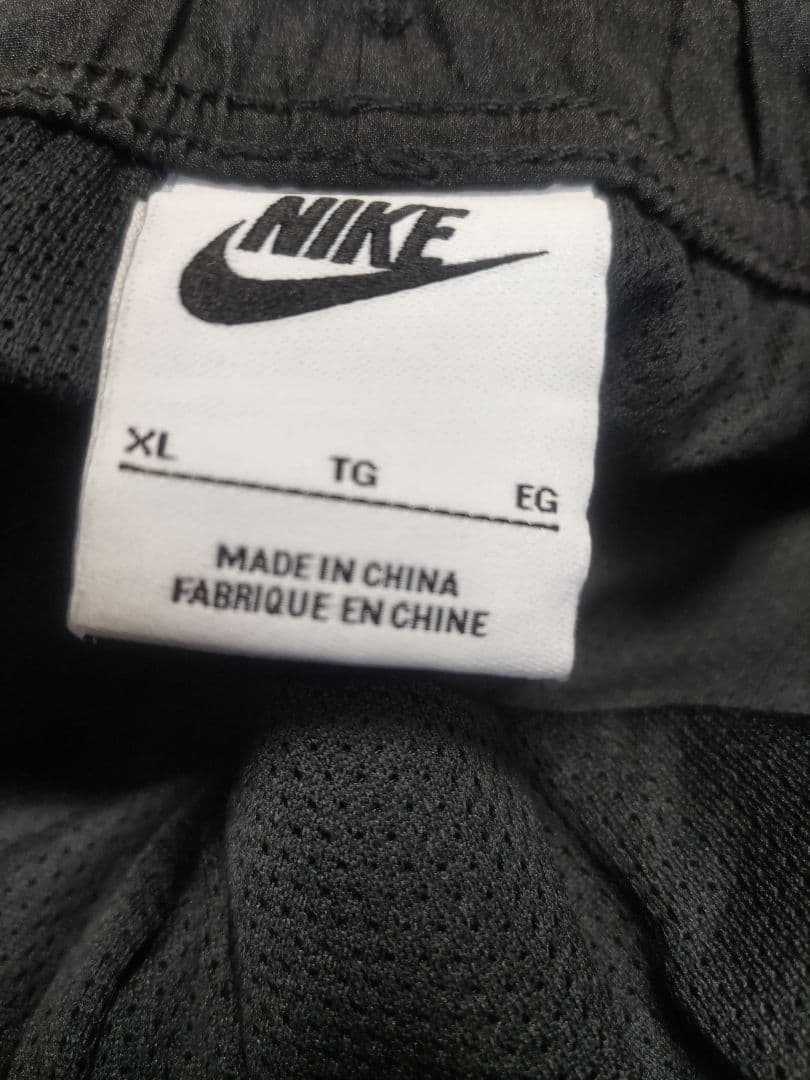 NIKE
XL TG EG
MADE IN CHINA
FABRIQUE EN CHINE